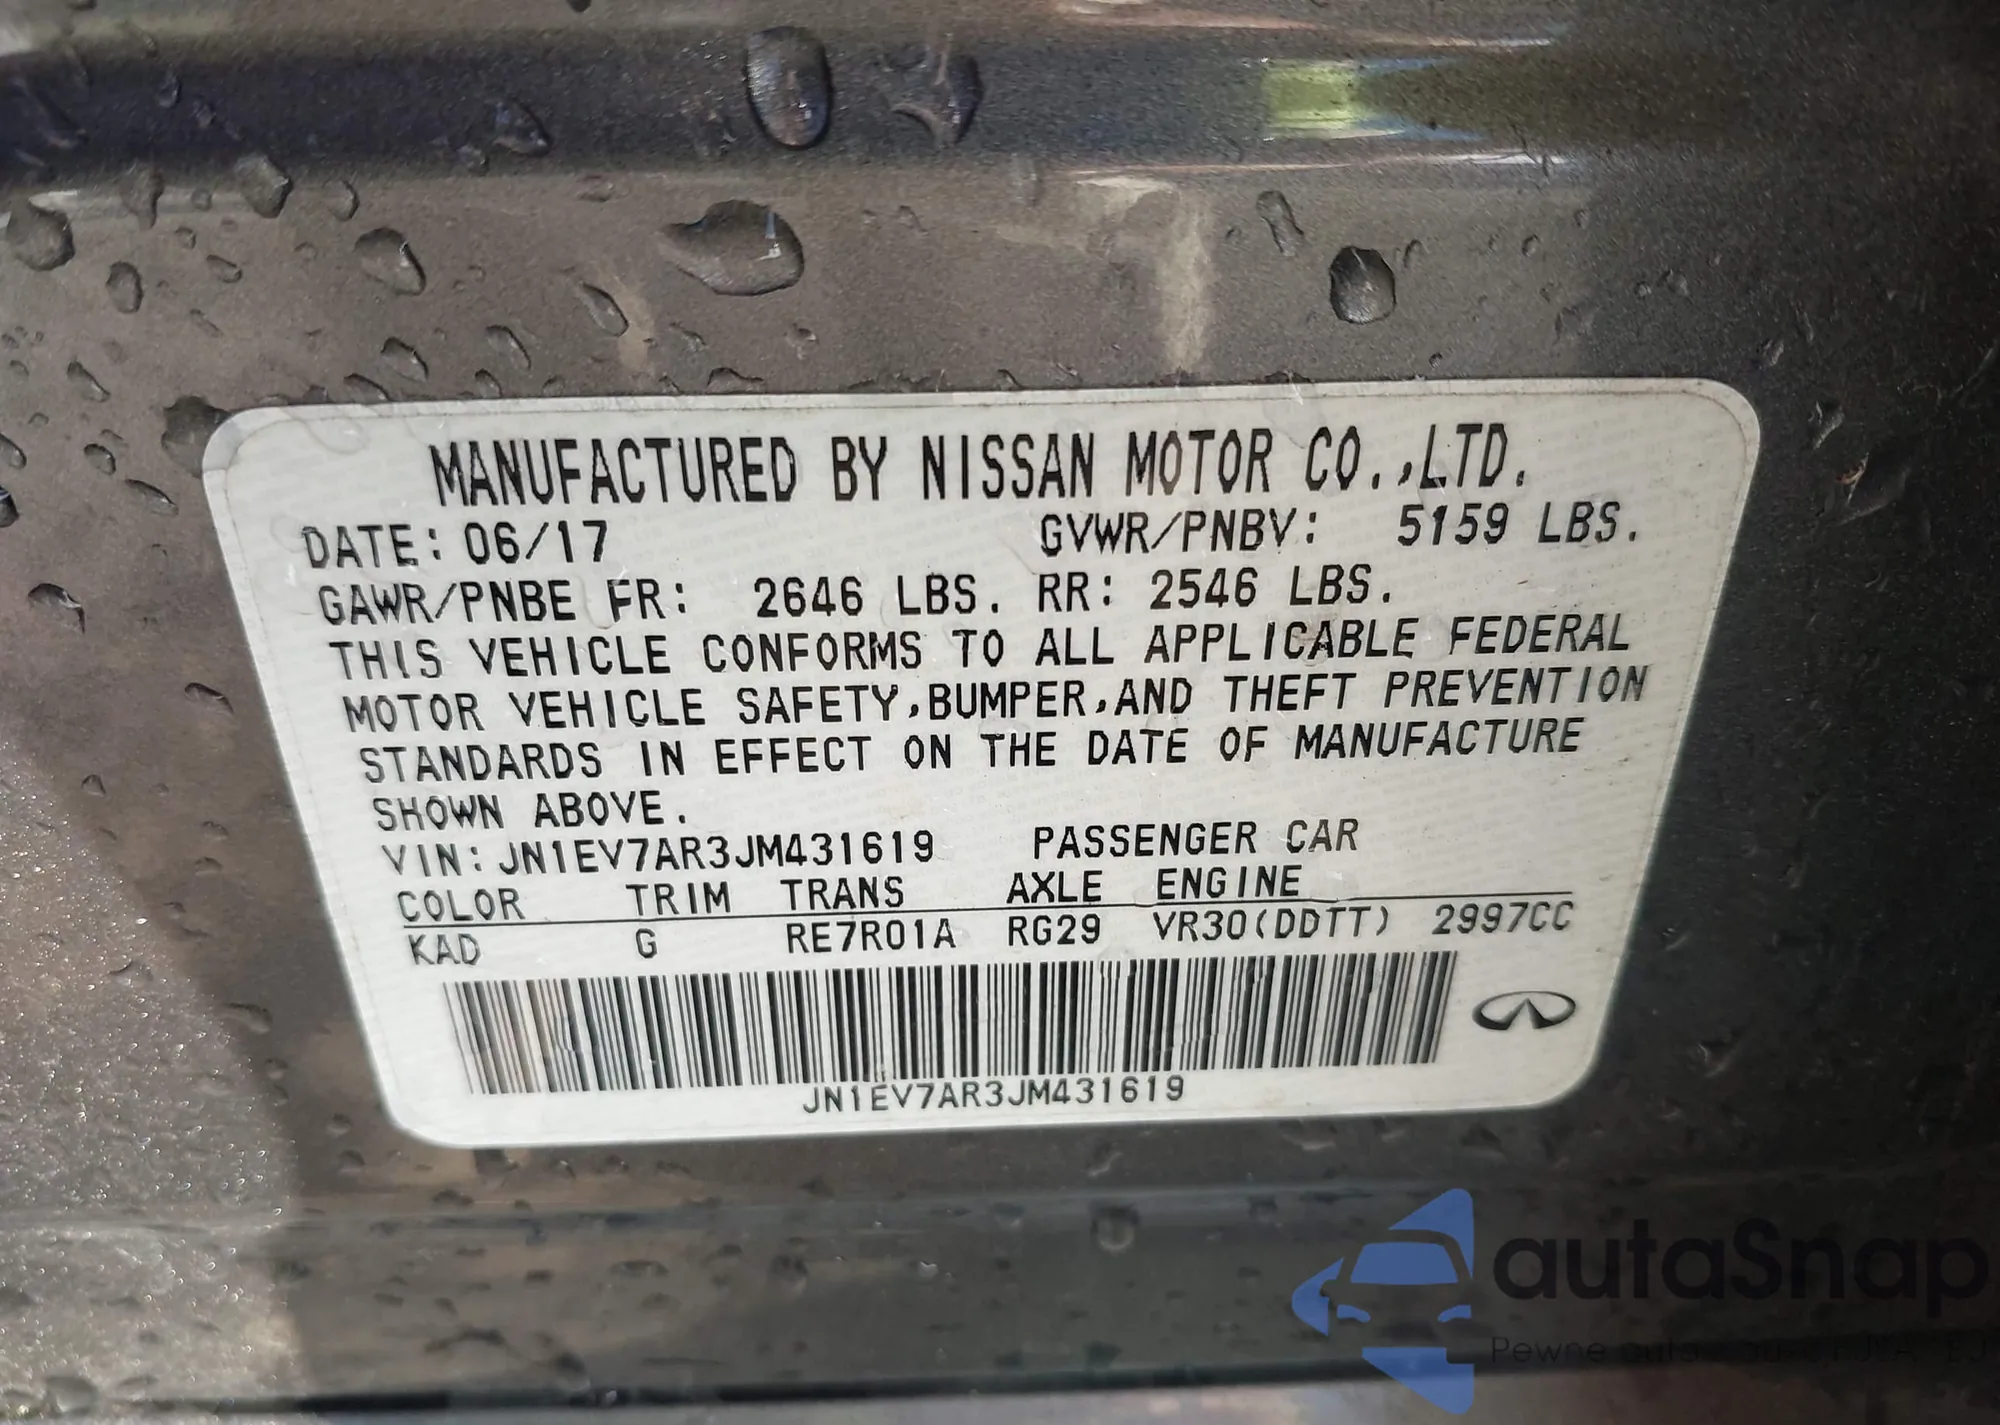 MANUFACTURED BY NISSAN MOTOR CO.,LTD.
DATE: 06/17 GVWR/PNBV: 5159 LBS.
GAWR/PNBE FR: 2646 LBS. RR: 2546 LBS.
THIS VEHICLE CONFORMS TO ALL APPLICABLE FEDERAL
MOTOR VEHICLE SAFETY,BUMPER,AND THEFT PREVENTION
STANDARDS IN EFFECT ON THE DATE OF MANUFACTURE
SHOWN ABOVE.
VIN: JN1EV7AR3JM431619 PASSENGER CAR
COLOR TRIM TRANS AXLE ENGINE
KAD G RE7R01A RG29 VR30(DDTT) 2997CC
JN1EV7AR3JM431619
autaSnap
Pewne auta